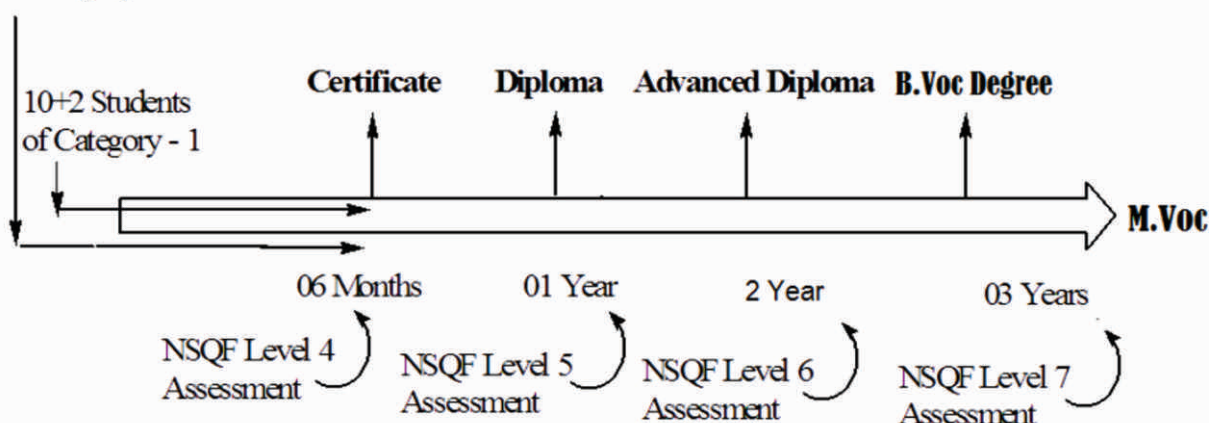 10+2 Students
of Category - 1
Certificate
Diploma
Advanced Diploma
B.Voc Degree
M.Voc
06 Months
01 Year
2 Year
03 Years
NSQF Level 4
Assessment
NSQF Level 5
Assessment
NSQF Level 6
Assessment
NSQF Level 7
Assessment